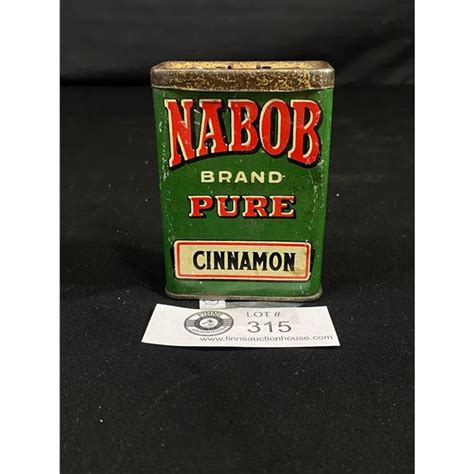 NABOB
BRAND
PURE
CINNAMON
LOT #
315
www.finnsauctionhouse.com